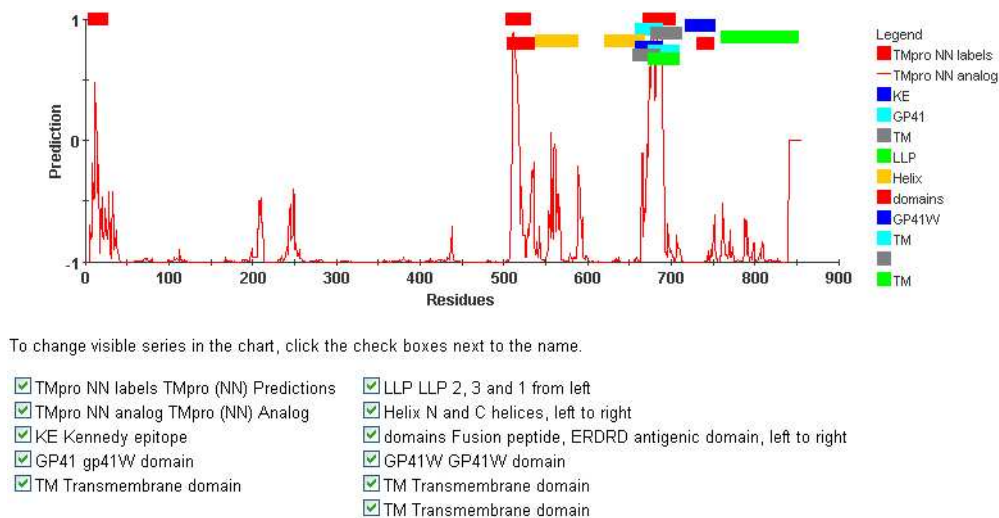 1
0
-1
Prediction
0
100
200
300
400
500
600
700
800
900
Residues
Legend
TMpro NN labels
TMpro NN analog
KE
GP41
TM
LLP
Helix
domains
GP41W
TM
TM
To change visible series in the chart, click the check boxes next to the name.
TMpro NN labels TMpro (NN) Predictions
TMpro NN analog TMpro (NN) Analog
KE Kennedy epitope
GP41 gp41W domain
TM Transmembrane domain
LLP LLP 2, 3 and 1 from left
Helix N and C helices, left to right
domains Fusion peptide, ERDRD antigenic domain, left to right
GP41W GP41W domain
TM Transmembrane domain
TM Transmembrane domain